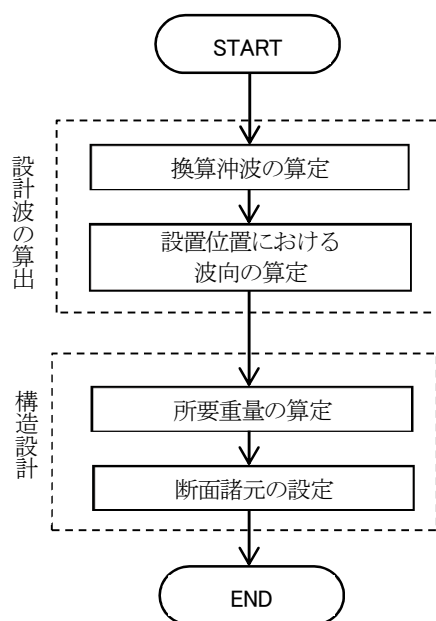 START
設計波の算出
換算沖波の算定
設置位置における
波向の算定
構造設計
所要重量の算定
断面諸元の設定
END